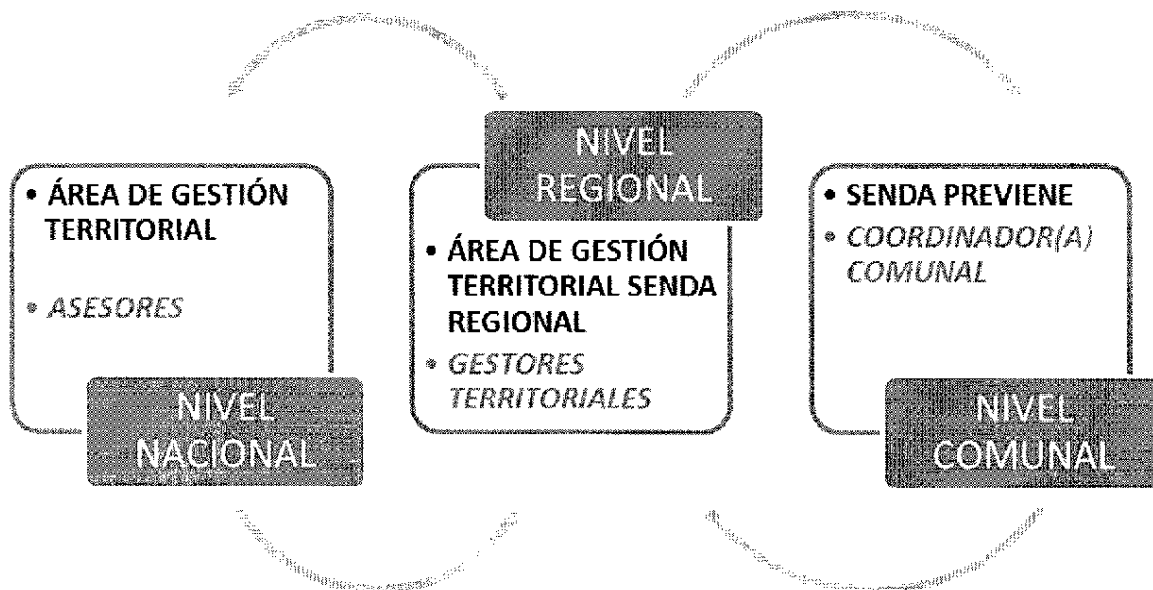 • ÁREA DE GESTIÓN
TERRITORIAL
• ASESORES
NIVEL
NACIONAL
NIVEL
REGIONAL
• ÁREA DE GESTIÓN
TERRITORIAL SENDA
REGIONAL
• GESTORES
TERRITORIALES
• SENDA PREVIENE
• COORDINADOR(A)
COMUNAL
NIVEL
COMUNAL